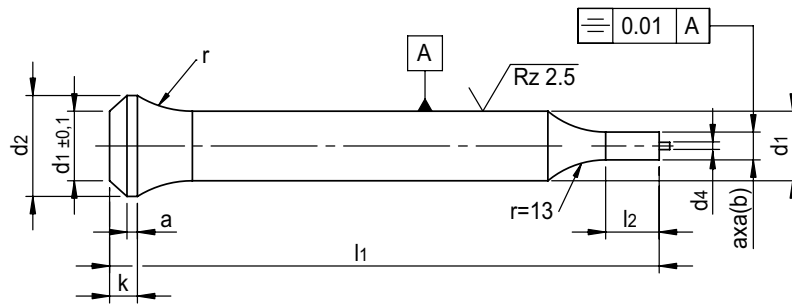 ⌯ 0.01 A
r
A
Rz 2.5
d2
d1 ±0,1
d1
d4
axa(b)
r=13
l2
a
l1
k